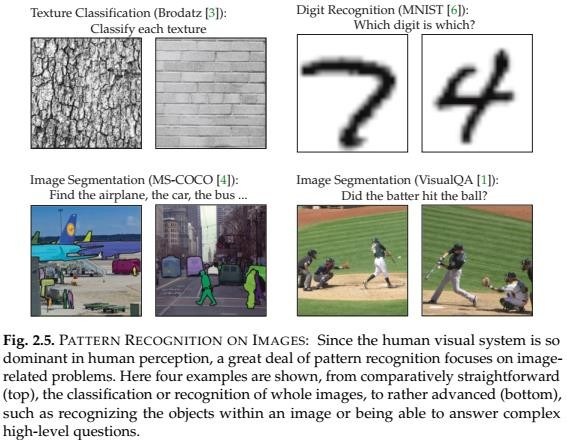 Texture Classification (Brodatz [3]):
Classify each texture
Digit Recognition (MNIST [6]):
Which digit is which?
7 4
Image Segmentation (MS-COCO [4]):
Find the airplane, the car, the bus ...
Image Segmentation (VisualQA [1]):
Did the batter hit the ball?
Fig. 2.5. PATTERN RECOGNITION ON IMAGES: Since the human visual system is so
dominant in human perception, a great deal of pattern recognition focuses on image-
related problems. Here four examples are shown, from comparatively straightforward
(top), the classification or recognition of whole images, to rather advanced (bottom),
such as recognizing the objects within an image or being able to answer complex
high-level questions.